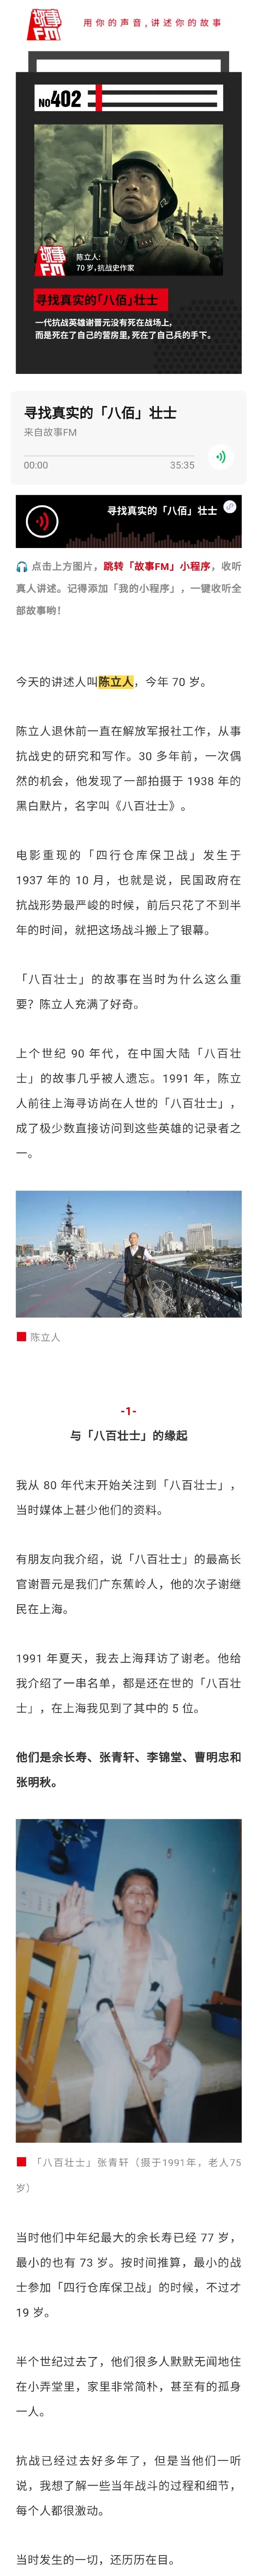 故事FM
用你的声音,讲述你的故事
NO402
故事FM
陈立人:
70 岁,抗战史作家
寻找真实的「八佰」壮士
一代抗战英雄谢晋元没有死在战场上,
而是死在了自己的营房里,死在了自己兵的手下。
寻找真实的「八佰」壮士
来自故事FM
00:00
35:35
寻找真实的「八佰」壮士
🎧 点击上方图片，跳转「故事FM」小程序，收听
真人讲述。记得添加「我的小程序」，一键收听全
部故事哟！
今天的讲述人叫陈立人，今年 70 岁。
陈立人退休前一直在解放军报社工作，从事
抗战史的研究和写作。30 多年前，一次偶
然的机会，他发现了一部拍摄于 1938 年的
黑白默片，名字叫《八百壮士》。
电影重现的「四行仓库保卫战」发生于
1937 年的 10 月，也就是说，民国政府在
抗战形势最严峻的时候，前后只花了不到半
年的时间，就把这场战斗搬上了银幕。
「八百壮士」的故事在当时为什么这么重
要？陈立人充满了好奇。
上个世纪 90 年代，在中国大陆「八百壮
士」的故事几乎被人遗忘。1991 年，陈立
人前往上海寻访尚在人世的「八百壮士」，
成了极少数直接访问到这些英雄的记录者之
一。
陈立人
-1-
与「八百壮士」的缘起
我从 80 年代末开始关注到「八百壮士」，
当时媒体上甚少他们的资料。
有朋友向我介绍，说「八百壮士」的最高长
官谢晋元是我们广东蕉岭人，他的次子谢继
民在上海。
1991 年夏天，我去上海拜访了谢老。他给
我介绍了一串名单，都是还在世的「八百壮
士」，在上海我见到了其中的 5 位。
他们是余长寿、张青轩、李锦堂、曹明忠和
张明秋。
「八百壮士」张青轩（摄于1991年，老人75
岁）
当时他们中年纪最大的余长寿已经 77 岁，
最小的也有 73 岁。按时间推算，最小的战
士参加「四行仓库保卫战」的时候，不过才
19 岁。
半个世纪过去了，他们很多人默默无闻地住
在小弄堂里，家里非常简朴，甚至有的孤身
一人。
抗战已经过去好多年了，但是当他们一听
说，我想了解一些当年战斗的过程和细节，
每个人都很激动。
当时发生的一切，还历历在目。